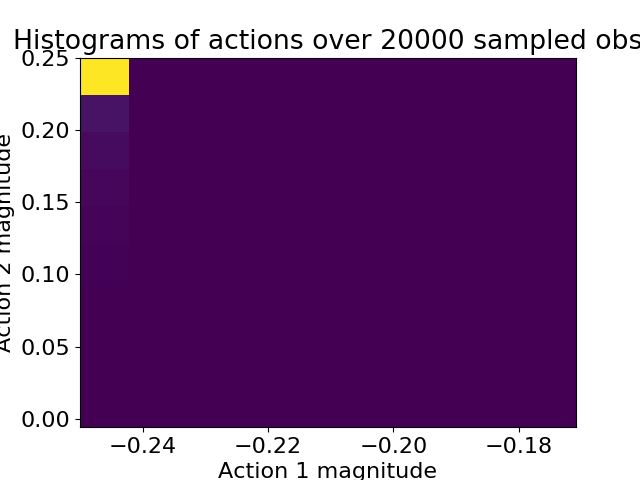 Histograms of actions over 20000 sampled obs
0.25
0.20
0.15
0.10
0.05
0.00
Action 2 magnitude
−0.24 −0.22 −0.20 −0.18
Action 1 magnitude